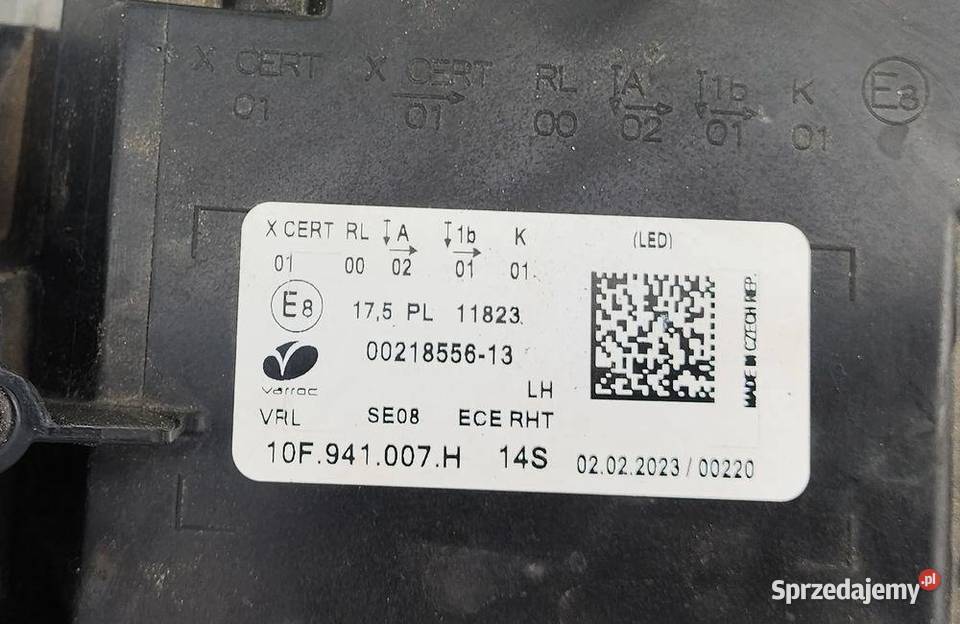 X CERT X CERT RL A 1b K E8
01 01 00 02 01 01
X CERT RL A 1b K (LED)
01 00 02 01 01
E8 17,5 PL 11823
00218556-13
varroc
LH
VRL SE08 ECE RHT
10F.941.007.H 14S 02.02.2023 / 00220
MADE IN CZECH REP.
Sprzedajemy.pl